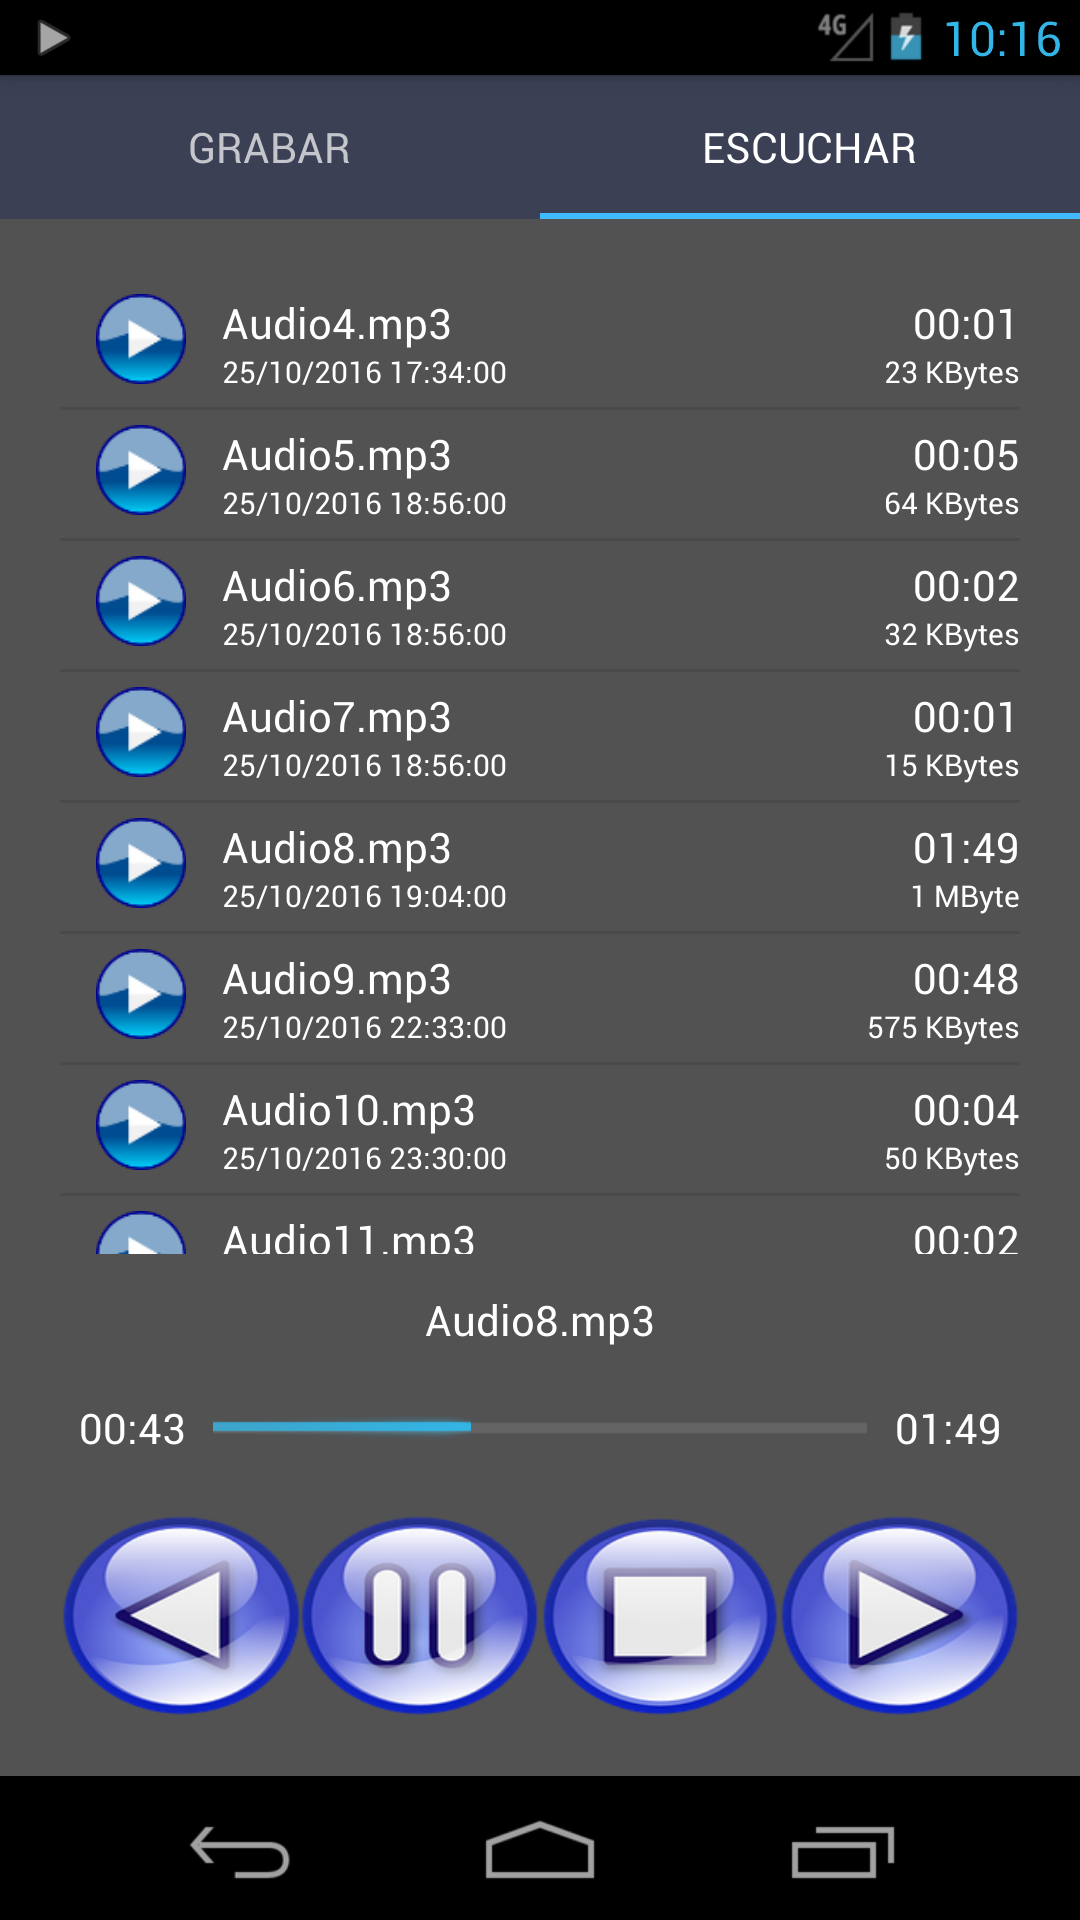 4G 10:16
GRABAR ESCUCHAR
Audio4.mp3 00:01
25/10/2016 17:34:00 23 KBytes
Audio5.mp3 00:05
25/10/2016 18:56:00 64 KBytes
Audio6.mp3 00:02
25/10/2016 18:56:00 32 KBytes
Audio7.mp3 00:01
25/10/2016 18:56:00 15 KBytes
Audio8.mp3 01:49
25/10/2016 19:04:00 1 MByte
Audio9.mp3 00:48
25/10/2016 22:33:00 575 KBytes
Audio10.mp3 00:04
25/10/2016 23:30:00 50 KBytes
Audio11.mp3 00:02
Audio8.mp3
00:43 01:49